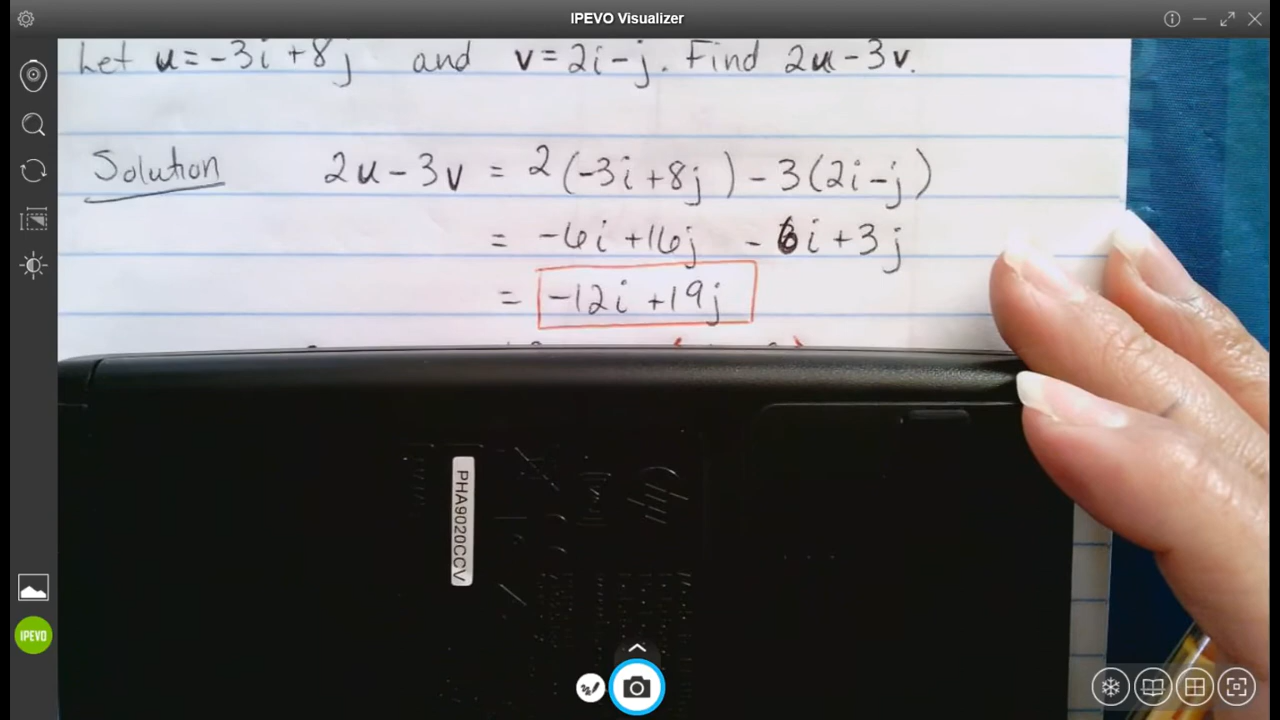 IPEVO Visualizer
Let u = -3i + 8j and v = 2i - j. Find 2u - 3v.
Solution 2u - 3v = 2(-3i + 8j) - 3(2i - j)
= -6i + 16j - 6i + 3j
= -12i + 19j
PHA9020CCV
hp
IPEVO